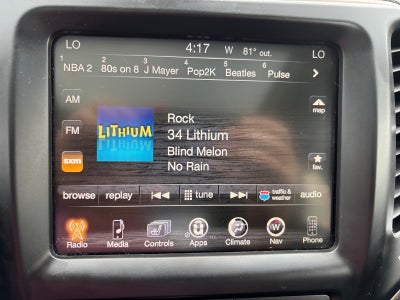 LO 4:17 W 81° out. LO
1 NBA 2 2 80s on 8 3 J Mayer 4 Pop2K 5 Beatles 6 Pulse
AM
FM
sxm
LITHIUM
Rock
34 Lithium
Blind Melon
No Rain
map
fav.
browse replay tune traffic & weather audio
Radio Media Controls Apps Climate Nav Phone
W